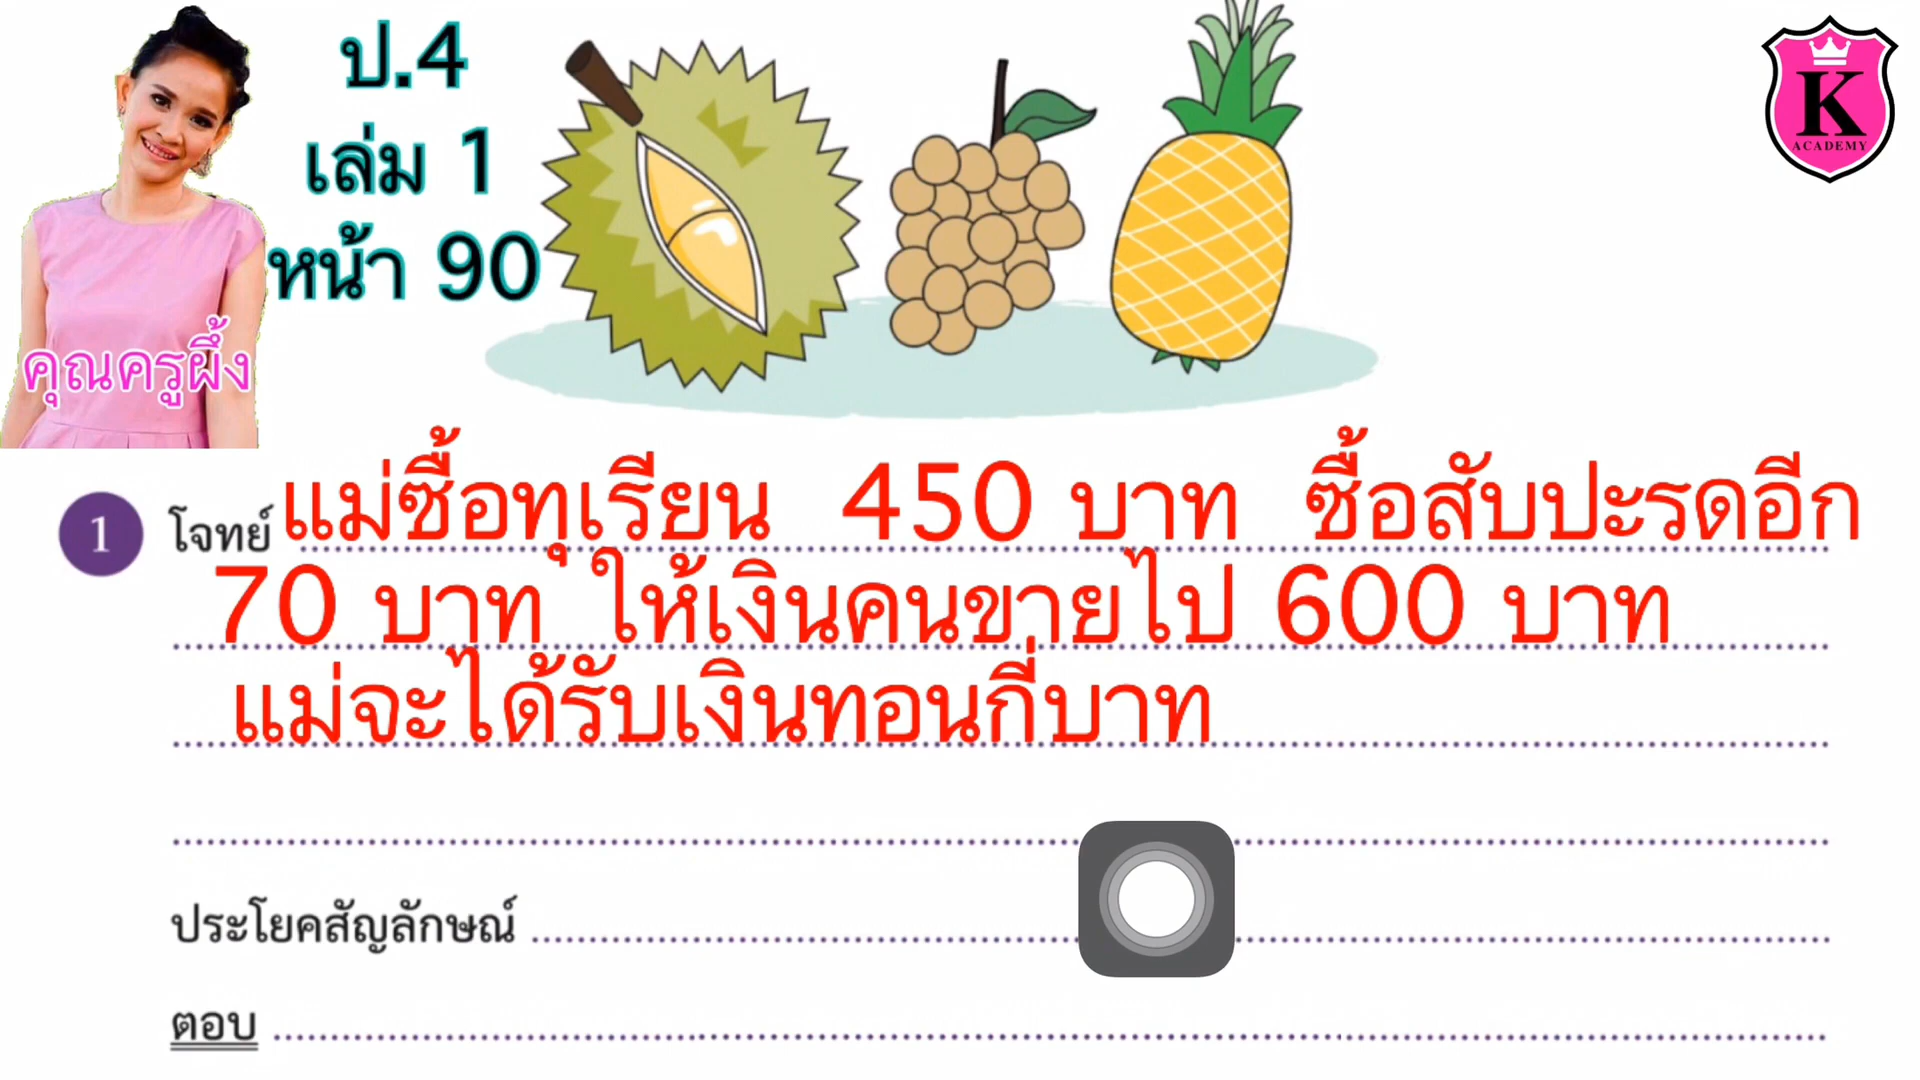 ป.4
เล่ม 1
หน้า 90
คุณครูผึ้ง
K
ACADEMY
1 โจทย์ แม่ซื้อทุเรียน 450 บาท ซื้อสับปะรดอีก
70 บาท ให้เงินคนขายไป 600 บาท
แม่จะได้รับเงินทอนกี่บาท
ประโยคสัญลักษณ์
ตอบ